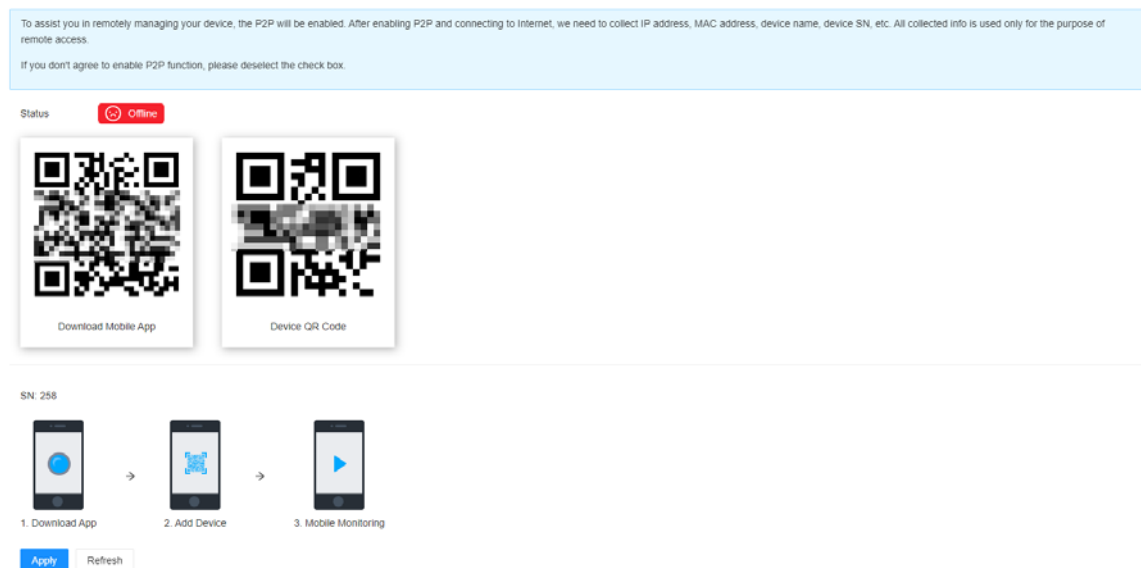 To assist you in remotely managing your device, the P2P will be enabled. After enabling P2P and connecting to Internet, we need to collect IP address, MAC address, device name, device SN, etc. All collected info is used only for the purpose of
remote access.
If you don't agree to enable P2P function, please deselect the check box.
Status Offline
Download Mobile App Device QR Code
SN: 258
1. Download App 2. Add Device 3. Mobile Monitoring
Apply Refresh